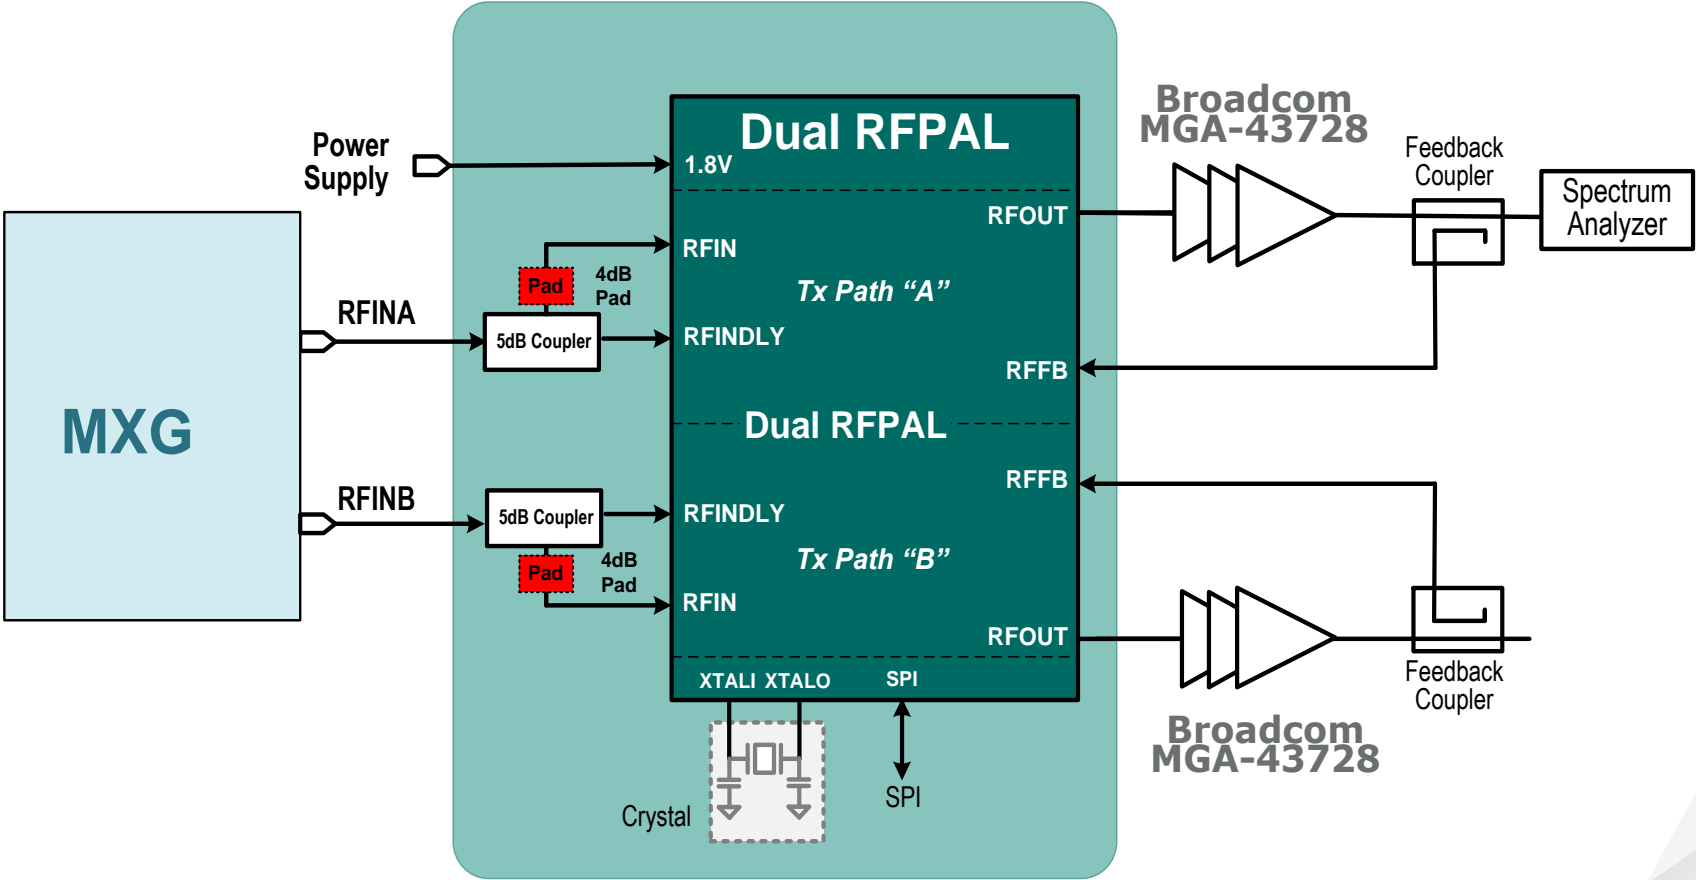 Broadcom
MGA-43728
Dual RFPAL
Power
Supply
1.8V
Feedback
Coupler
Spectrum
Analyzer
RFOUT
RFIN
Pad
4dB
Pad
Tx Path “A”
RFINA
5dB Coupler
RFINDLY
RFFB
MXG
Dual RFPAL
RFFB
RFINB
5dB Coupler
RFINDLY
Pad
4dB
Pad
Tx Path “B”
RFIN
RFOUT
XTALI XTALO
SPI
Feedback
Coupler
Broadcom
MGA-43728
Crystal
SPI